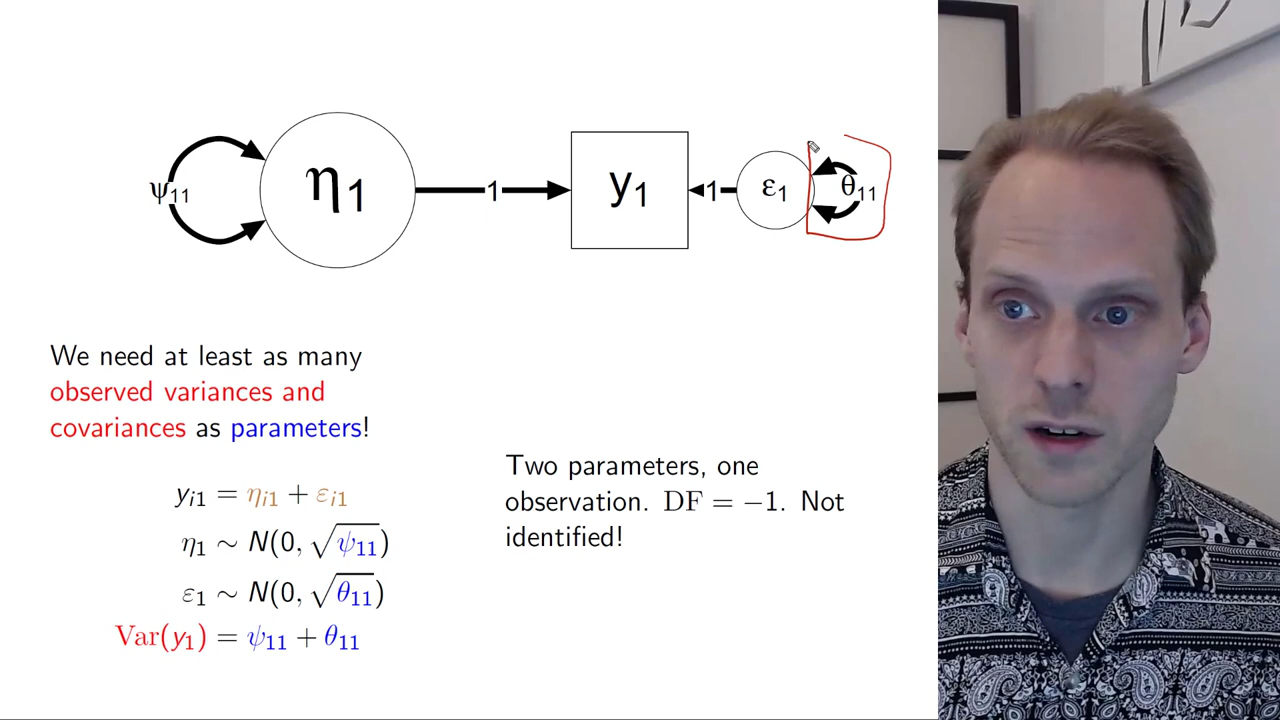 ψ₁₁ η₁ 1 y₁ 1 ε₁ θ₁₁
We need at least as many
observed variances and
covariances as parameters!
yᵢ₁ = ηᵢ₁ + εᵢ₁
η₁ ∼ N(0, √ψ₁₁)
ε₁ ∼ N(0, √θ₁₁)
Var(y₁) = ψ₁₁ + θ₁₁
Two parameters, one
observation. DF = −1. Not
identified!